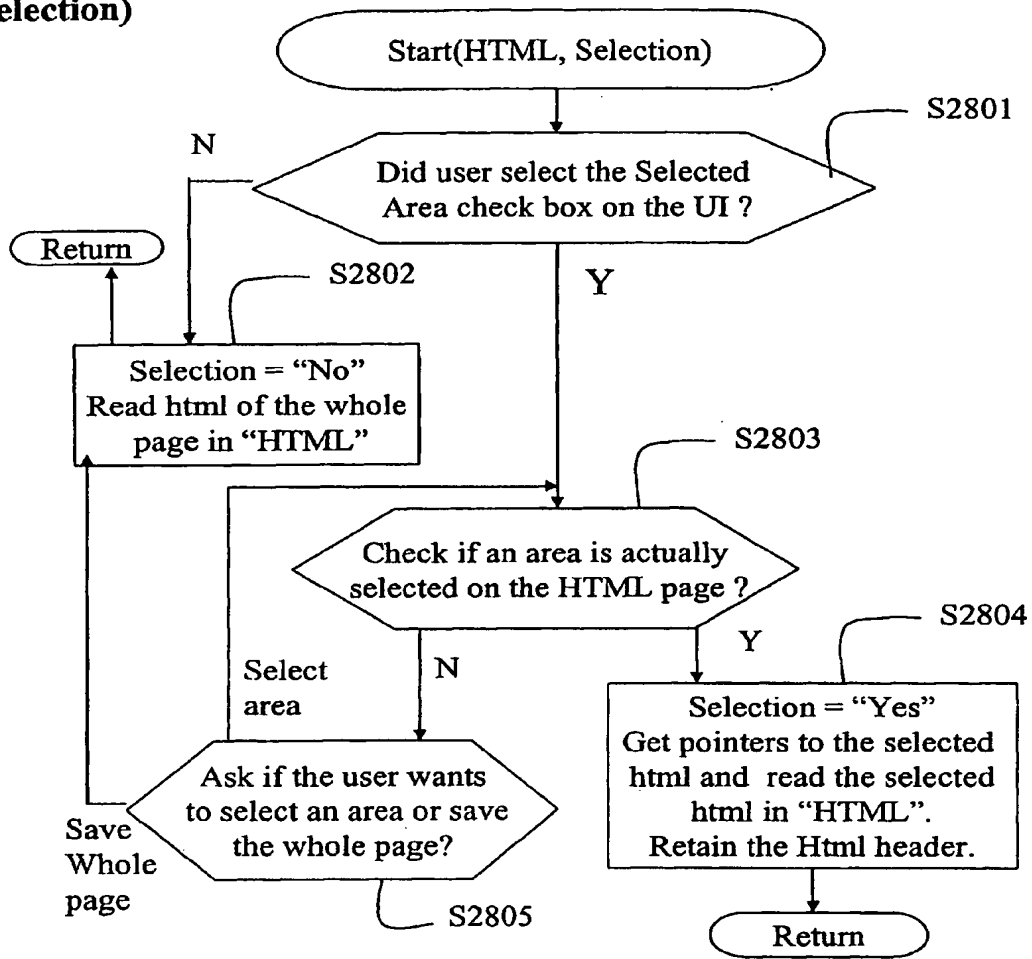 election)
Start(HTML, Selection)
S2801
N
Did user select the Selected
Area check box on the UI ?
Return
S2802
Y
Selection = “No”
Read html of the whole
page in “HTML”
S2803
Check if an area is actually
selected on the HTML page ?
S2804
Y
N
Select
area
Selection = “Yes”
Get pointers to the selected
html and read the selected
html in “HTML”.
Retain the Html header.
Ask if the user wants
to select an area or save
the whole page?
Save
Whole
page
S2805
Return